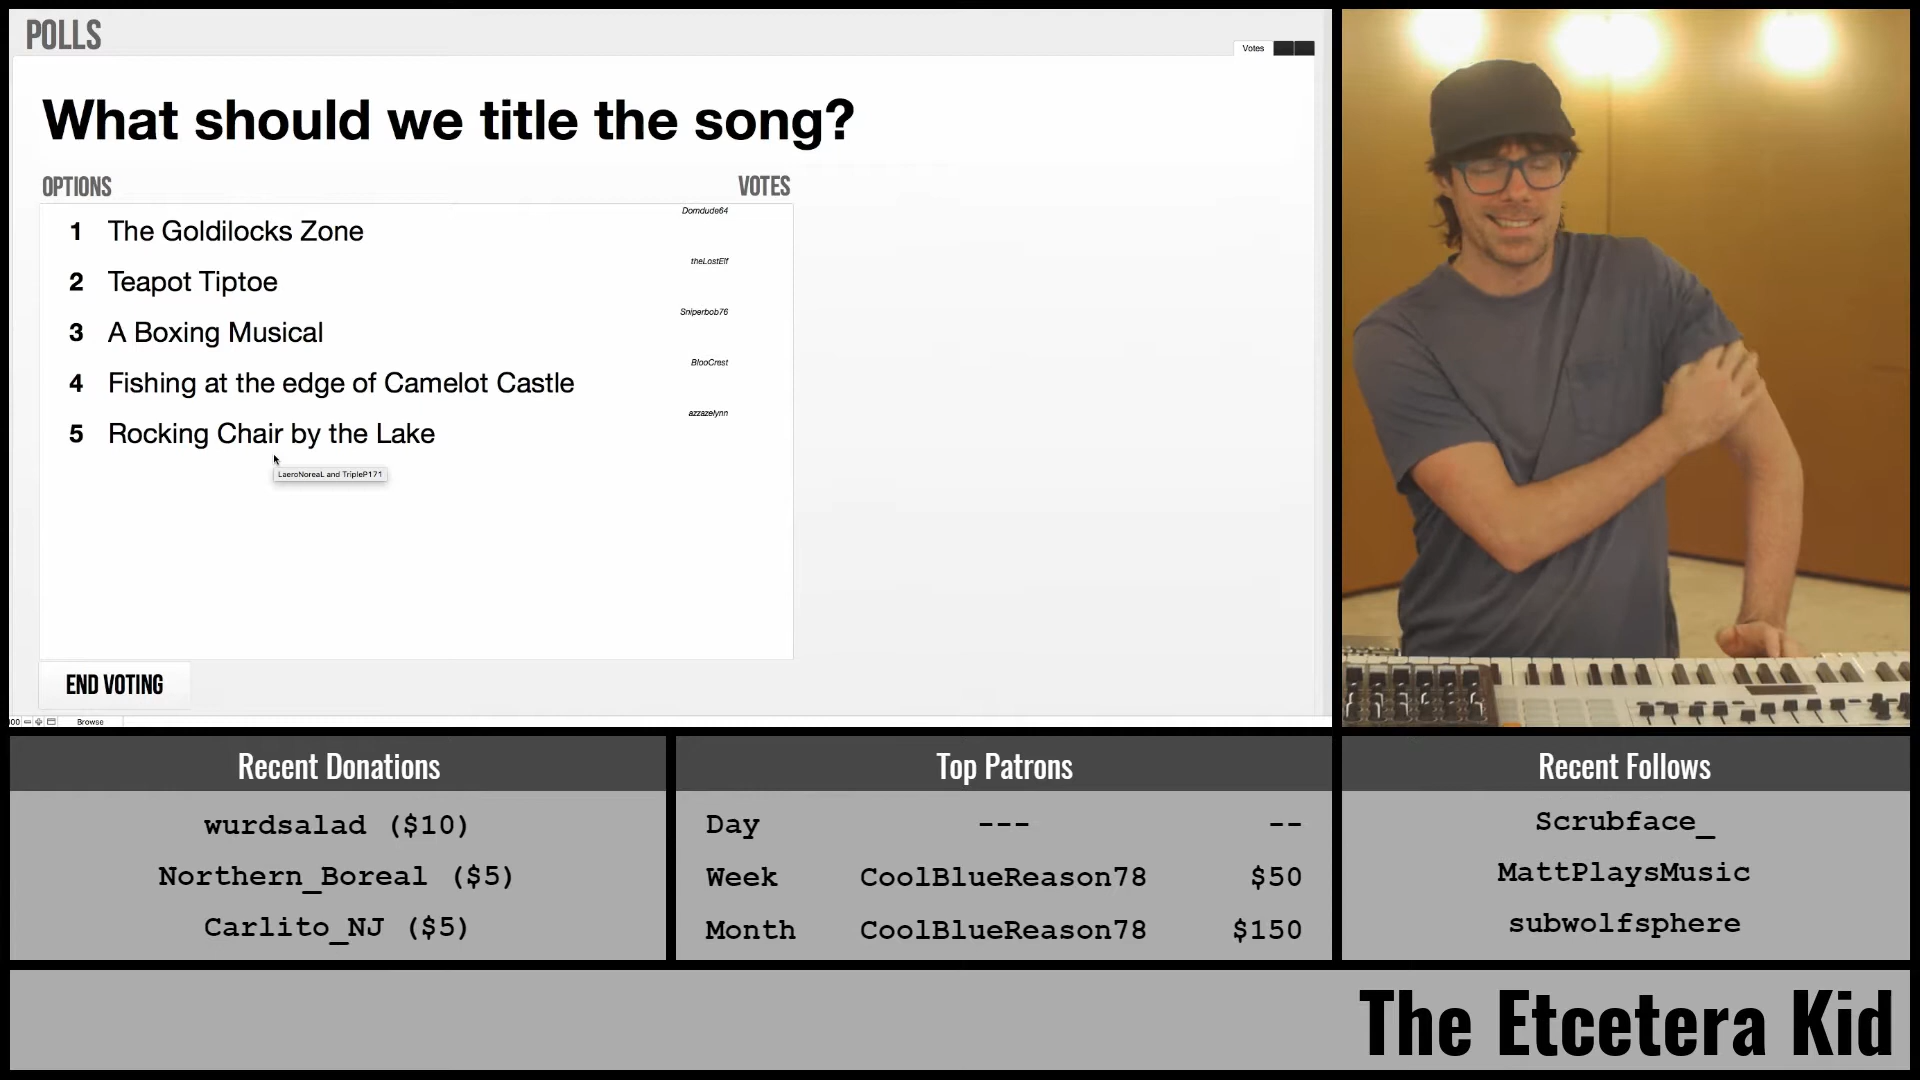 POLLS
Votes
What should we title the song?
OPTIONS VOTES
Domdude64
1 The Goldilocks Zone
theLostElf
2 Teapot Tiptoe
Sniperbob76
3 A Boxing Musical
BlooCrest
4 Fishing at the edge of Camelot Castle
azzazelynn
5 Rocking Chair by the Lake
LaeroNoreaL and TripleP171
END VOTING
Browse
Recent Donations
wurdsalad ($10)
Northern_Boreal ($5)
Carlito_NJ ($5)
Top Patrons
Day --- --
Week CoolBlueReason78 $50
Month CoolBlueReason78 $150
Recent Follows
Scrubface_
MattPlaysMusic
subwolfsphere
The Etcetera Kid